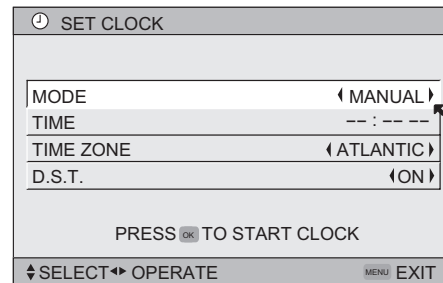 SET CLOCK
MODE MANUAL
TIME --:-- --
TIME ZONE ATLANTIC
D.S.T. ON
PRESS OK TO START CLOCK
SELECT OPERATE MENU EXIT